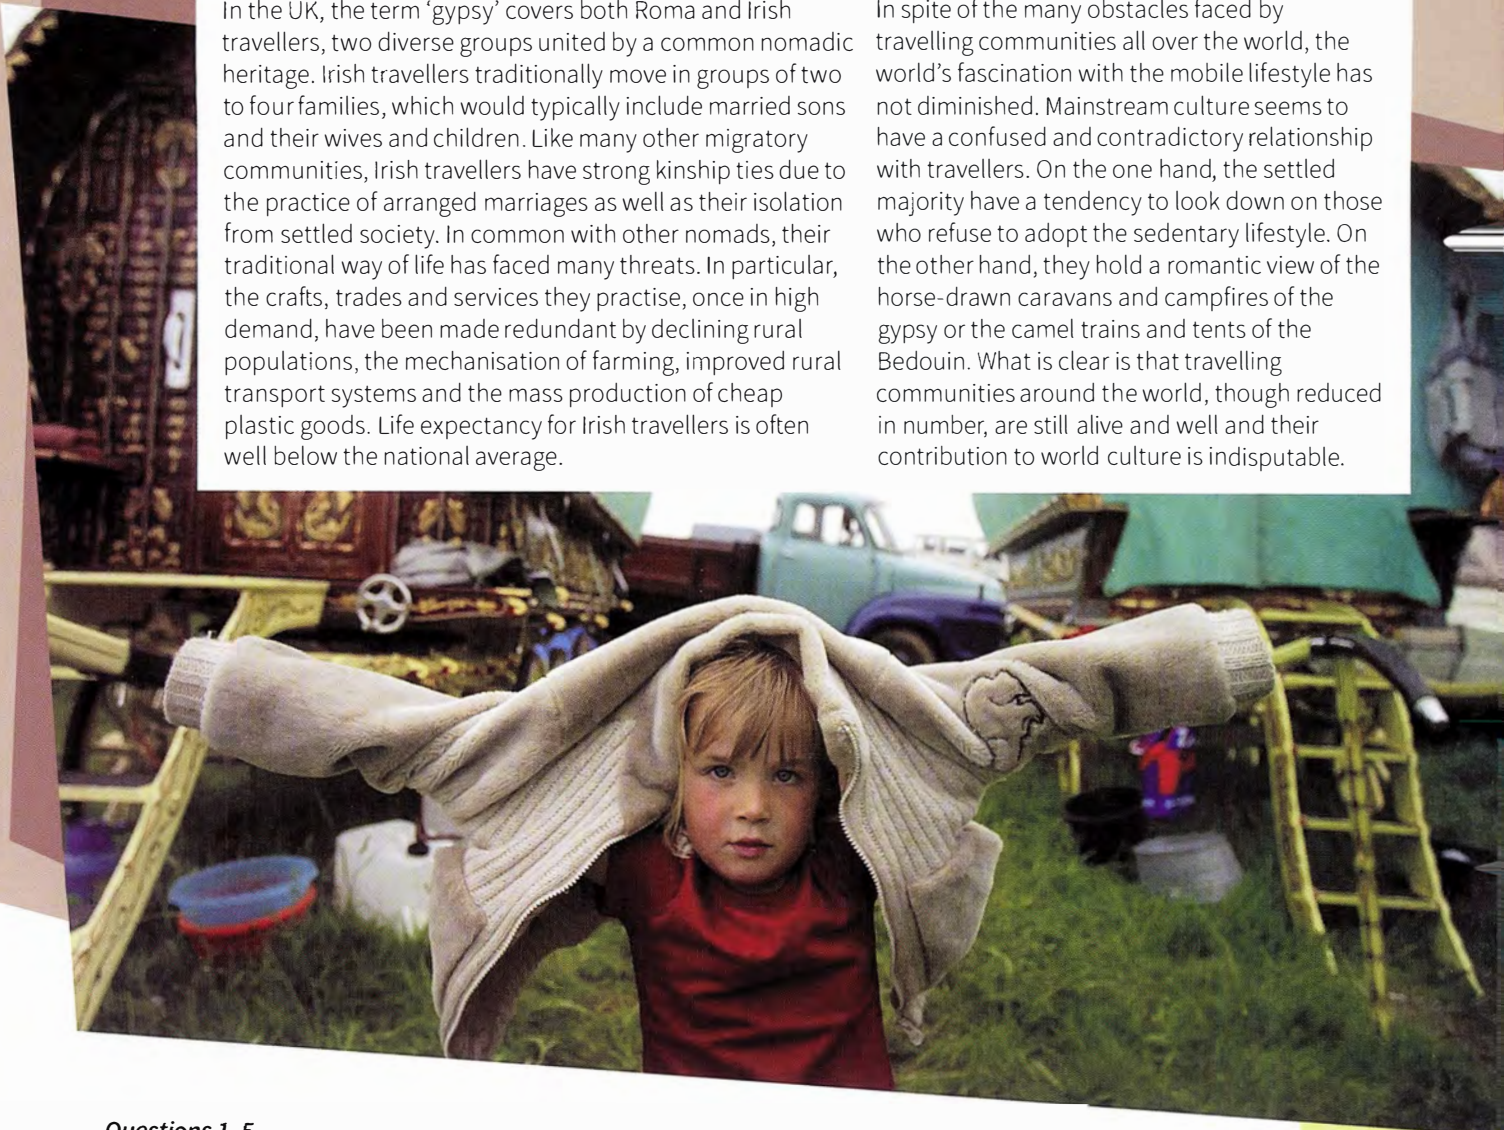 In the UK, the term ‘gypsy’ covers both Roma and Irish
travellers, two diverse groups united by a common nomadic
heritage. Irish travellers traditionally move in groups of two
to four families, which would typically include married sons
and their wives and children. Like many other migratory
communities, Irish travellers have strong kinship ties due to
the practice of arranged marriages as well as their isolation
from settled society. In common with other nomads, their
traditional way of life has faced many threats. In particular,
the crafts, trades and services they practise, once in high
demand, have been made redundant by declining rural
populations, the mechanisation of farming, improved rural
transport systems and the mass production of cheap
plastic goods. Life expectancy for Irish travellers is often
well below the national average.
In spite of the many obstacles faced by
travelling communities all over the world, the
world’s fascination with the mobile lifestyle has
not diminished. Mainstream culture seems to
have a confused and contradictory relationship
with travellers. On the one hand, the settled
majority have a tendency to look down on those
who refuse to adopt the sedentary lifestyle. On
the other hand, they hold a romantic view of the
horse-drawn caravans and campfires of the
gypsy or the camel trains and tents of the
Bedouin. What is clear is that travelling
communities around the world, though reduced
in number, are still alive and well and their
contribution to world culture is indisputable.
Questions 1-5